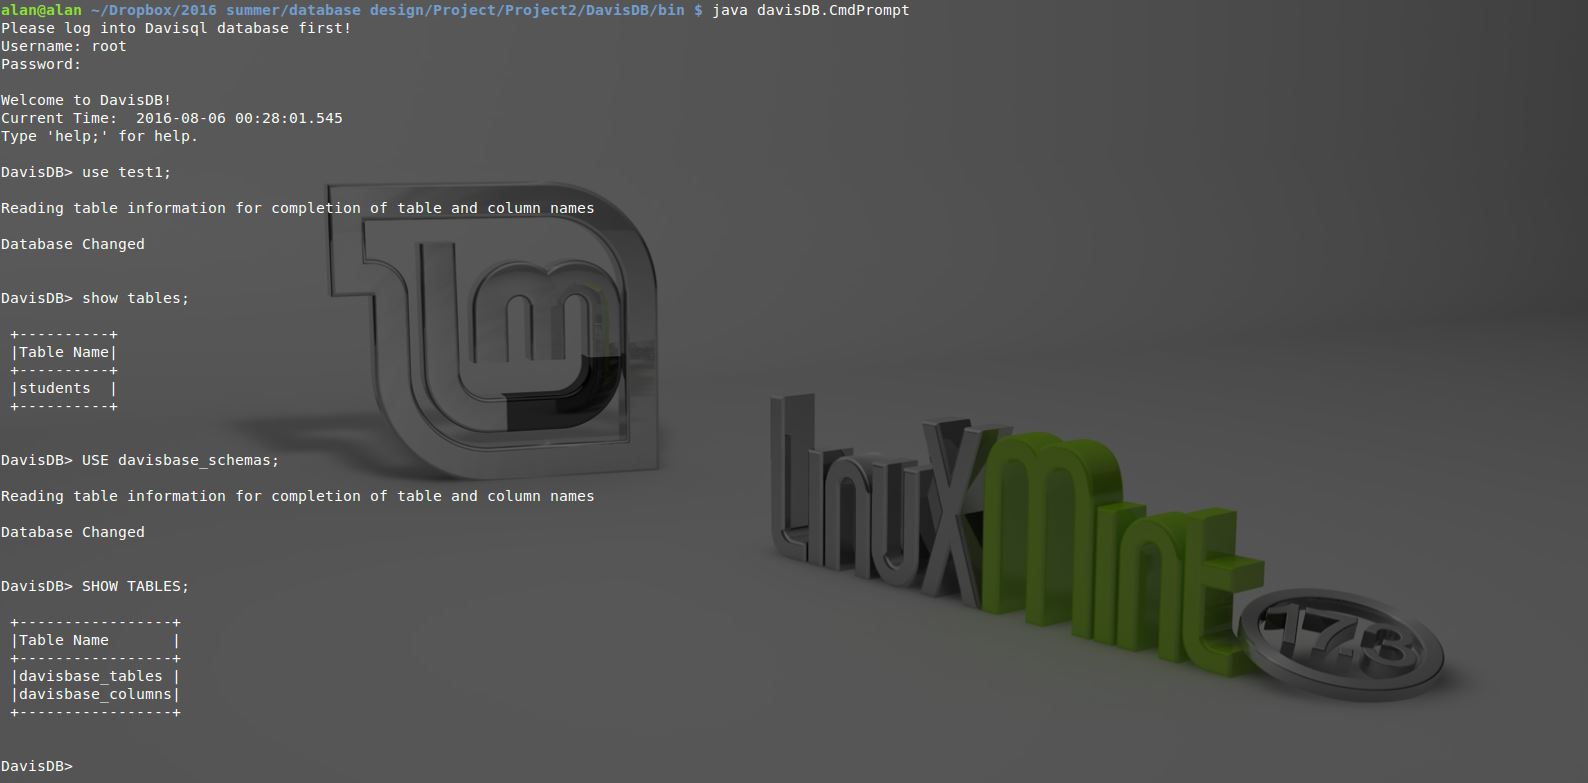 alan@alan ~/Dropbox/2016 summer/database design/Project/Project2/DavisDB/bin $ java davisDB.CmdPrompt
Please log into Davisql database first!
Username: root
Password:
Welcome to DavisDB!
Current Time:  2016-08-06 00:28:01.545
Type 'help;' for help.
DavisDB> use test1;
Reading table information for completion of table and column names
Database Changed
DavisDB> show tables;
+----------+
|Table Name|
+----------+
|students  |
+----------+
DavisDB> USE davisbase_schemas;
Reading table information for completion of table and column names
Database Changed
DavisDB> SHOW TABLES;
+-----------------+
|Table Name       |
+-----------------+
|davisbase_tables |
|davisbase_columns|
+-----------------+
DavisDB>
lm
LinuxMint
17.3